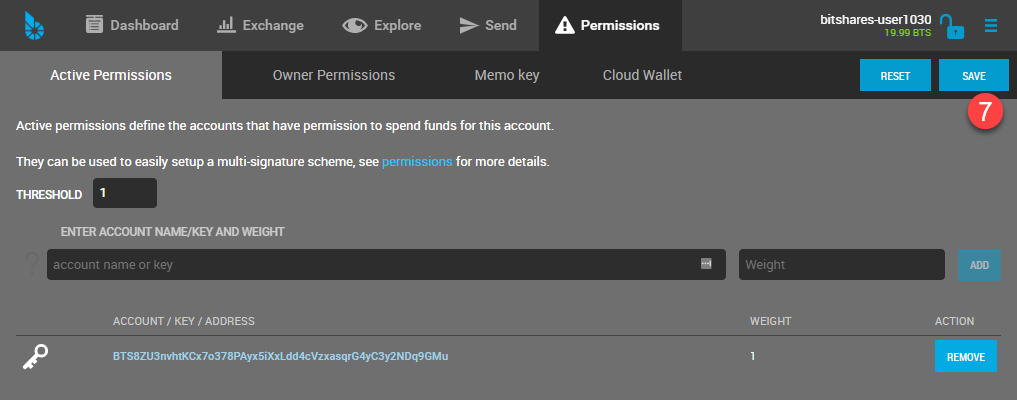 Dashboard Exchange Explore Send Permissions bitshares-user1030
19.99 BTS
Active Permissions Owner Permissions Memo key Cloud Wallet RESET SAVE
7
Active permissions define the accounts that have permission to spend funds for this account.
They can be used to easily setup a multi-signature scheme, see permissions for more details.
THRESHOLD 1
ENTER ACCOUNT NAME/KEY AND WEIGHT
? account name or key Weight ADD
ACCOUNT / KEY / ADDRESS WEIGHT ACTION
BTS8ZU3nvhtKCx7o378PAyx5iXxLdd4cVzxasqrG4yC3y2NDq9GMu 1 REMOVE